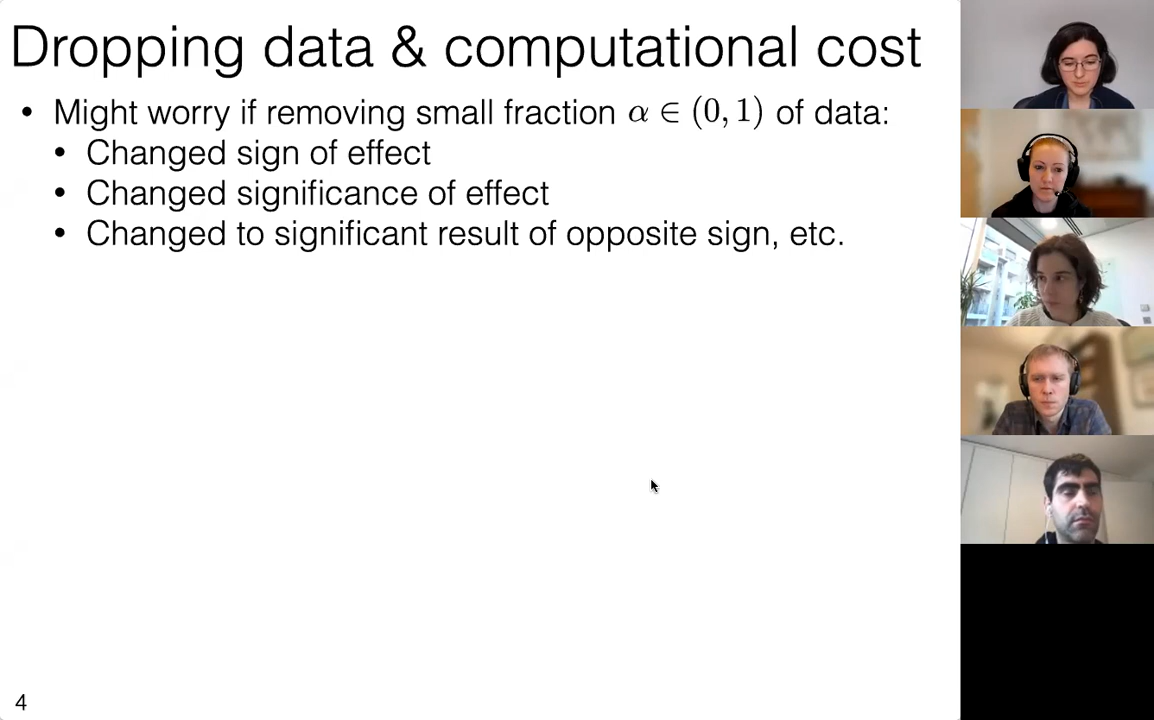 Dropping data & computational cost
• Might worry if removing small fraction α ∈ (0, 1) of data:
• Changed sign of effect
• Changed significance of effect
• Changed to significant result of opposite sign, etc.
4